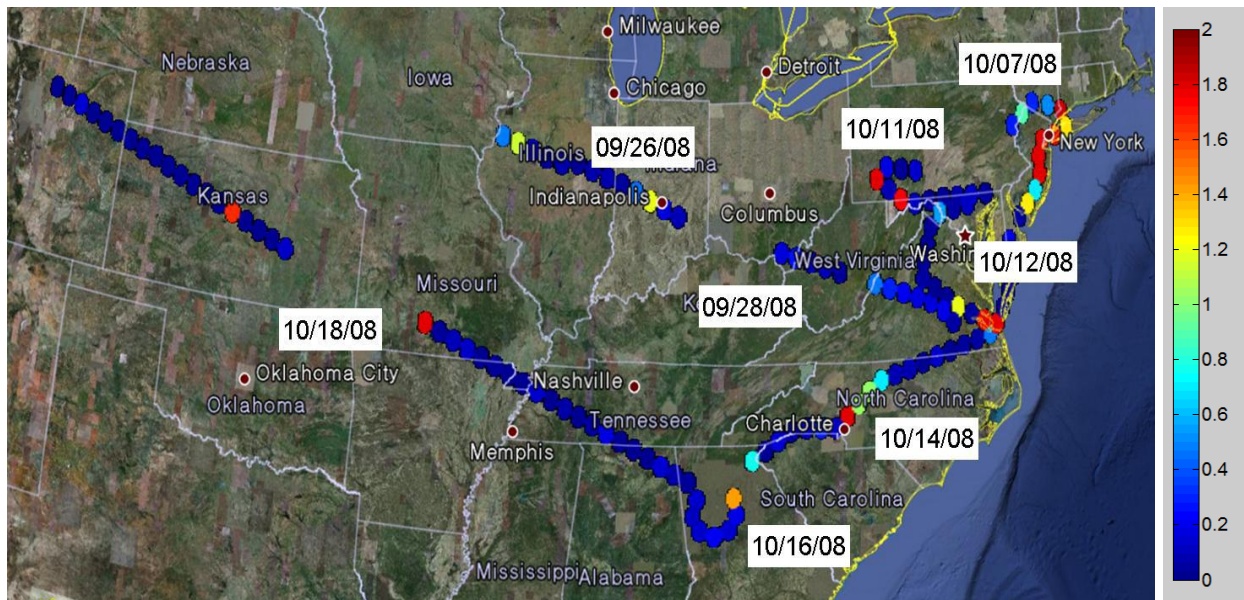 Milwaukee
Nebraska
Iowa
Detroit
10/07/08
Chicago
10/11/08
New York
Illinois
09/26/08
Indiana
Kansas
Indianapolis
Columbus
West Virginia
Washin
10/12/08
Missouri
K
09/28/08
10/18/08
Oklahoma City
Nashville
Oklahoma
North Carolina
Tennessee
Charlotte
10/14/08
Memphis
South Carolina
10/16/08
Mississippi
Alabama
2
1.8
1.6
1.4
1.2
1
0.8
0.6
0.4
0.2
0